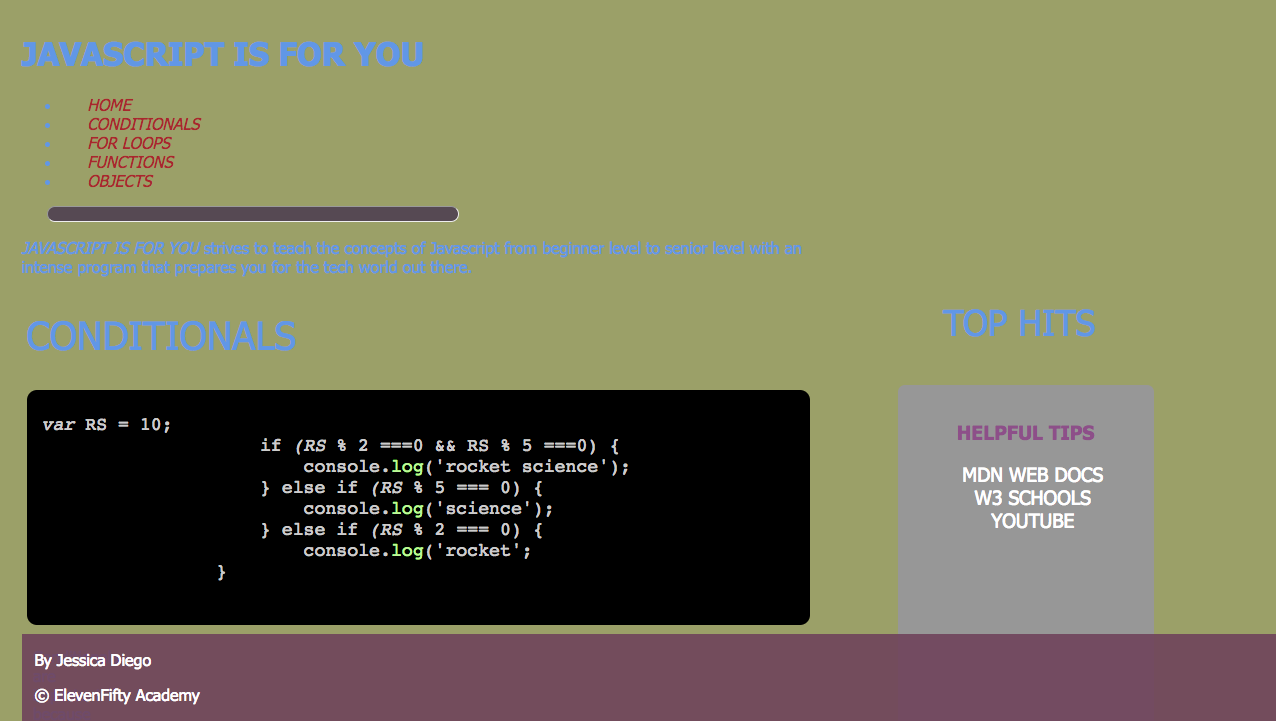 JAVASCRIPT IS FOR YOU
HOME
CONDITIONALS
FOR LOOPS
FUNCTIONS
OBJECTS
JAVASCRIPT IS FOR YOU strives to teach the concepts of Javascript from beginner level to senior level with an
intense program that prepares you for the tech world out there.
CONDITIONALS
var RS = 10;
if (RS % 2 ===0 && RS % 5 ===0) {
console.log('rocket science');
} else if (RS % 5 === 0) {
console.log('science');
} else if (RS % 2 === 0) {
console.log('rocket';
}
TOP HITS
HELPFUL TIPS
MDN WEB DOCS
W3 SCHOOLS
YOUTUBE
By Jessica Diego
© ElevenFifty Academy